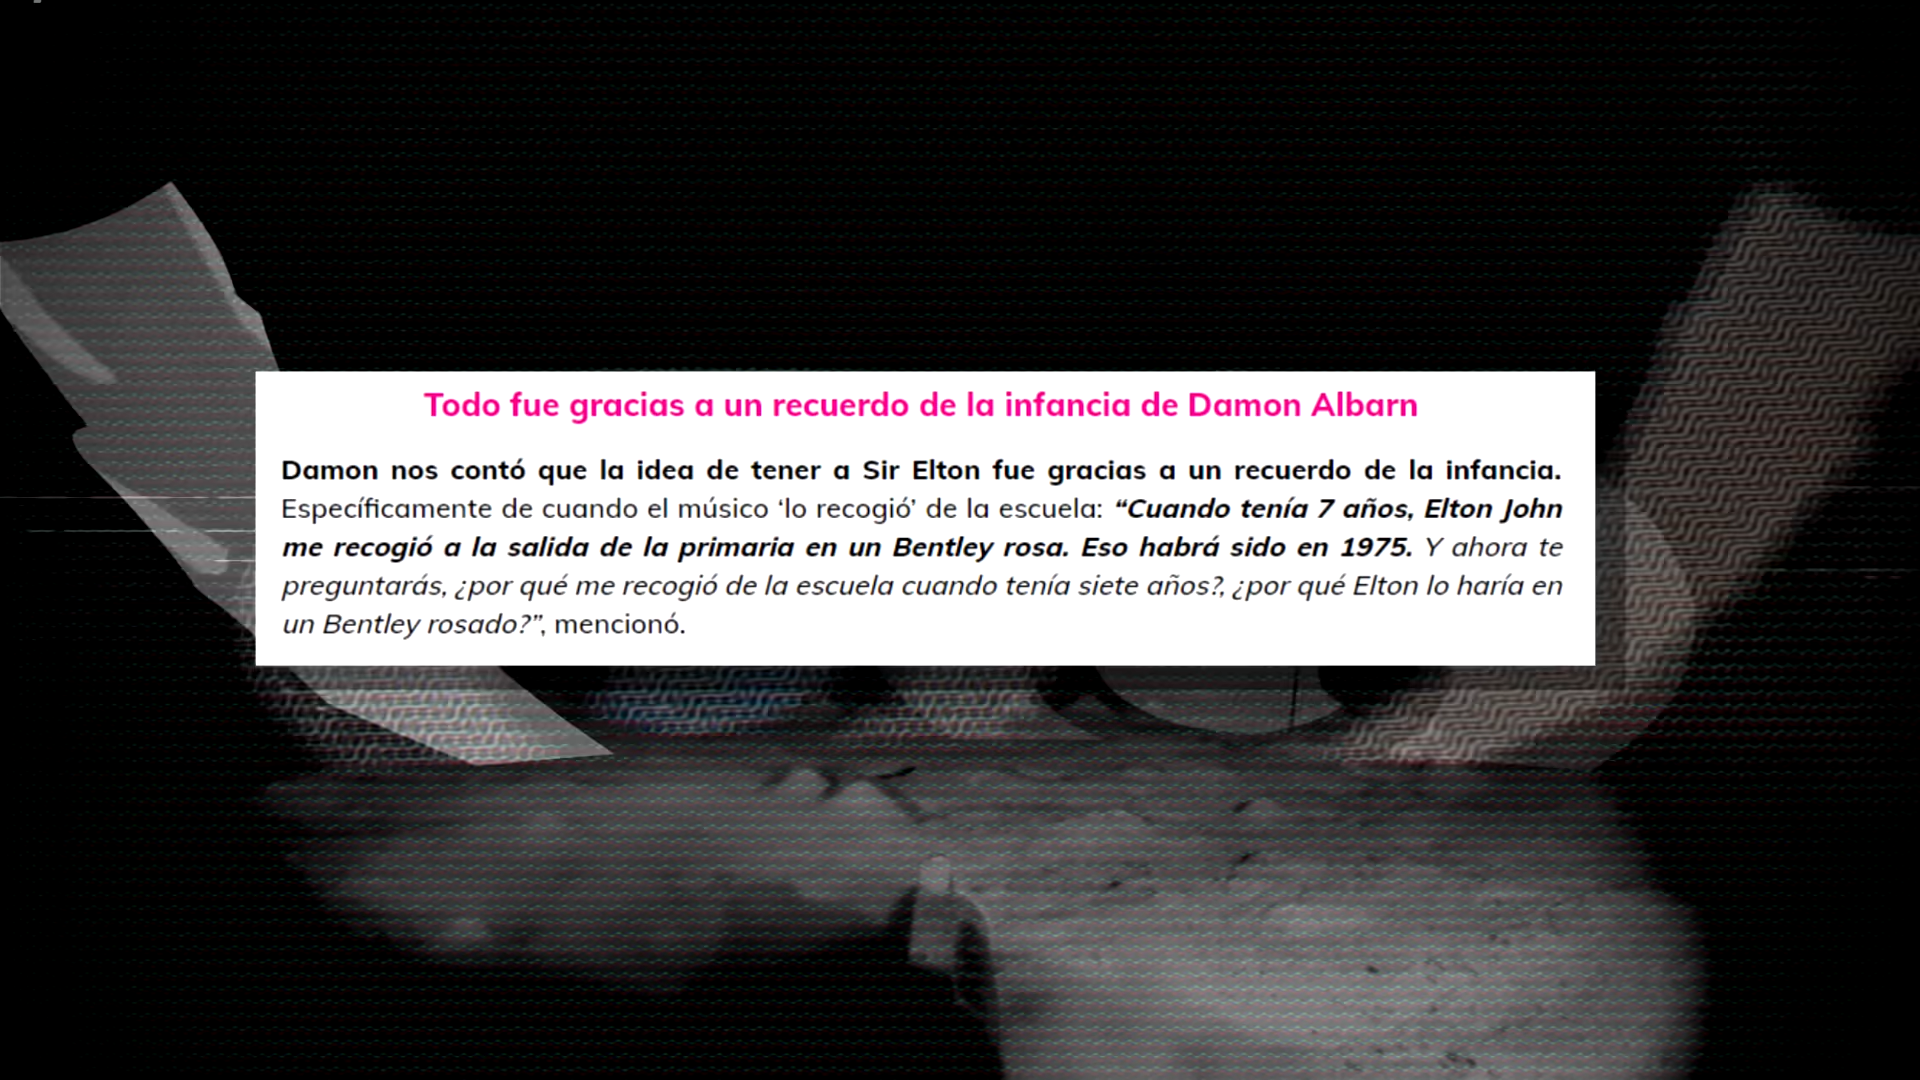 Todo fue gracias a un recuerdo de la infancia de Damon Albarn
Damon nos contó que la idea de tener a Sir Elton fue gracias a un recuerdo de la infancia.
Específicamente de cuando el músico ‘lo recogió’ de la escuela: “Cuando tenía 7 años, Elton John
me recogió a la salida de la primaria en un Bentley rosa. Eso habrá sido en 1975. Y ahora te
preguntarás, ¿por qué me recogió de la escuela cuando tenía siete años?, ¿por qué Elton lo haría en
un Bentley rosado?”, mencionó.